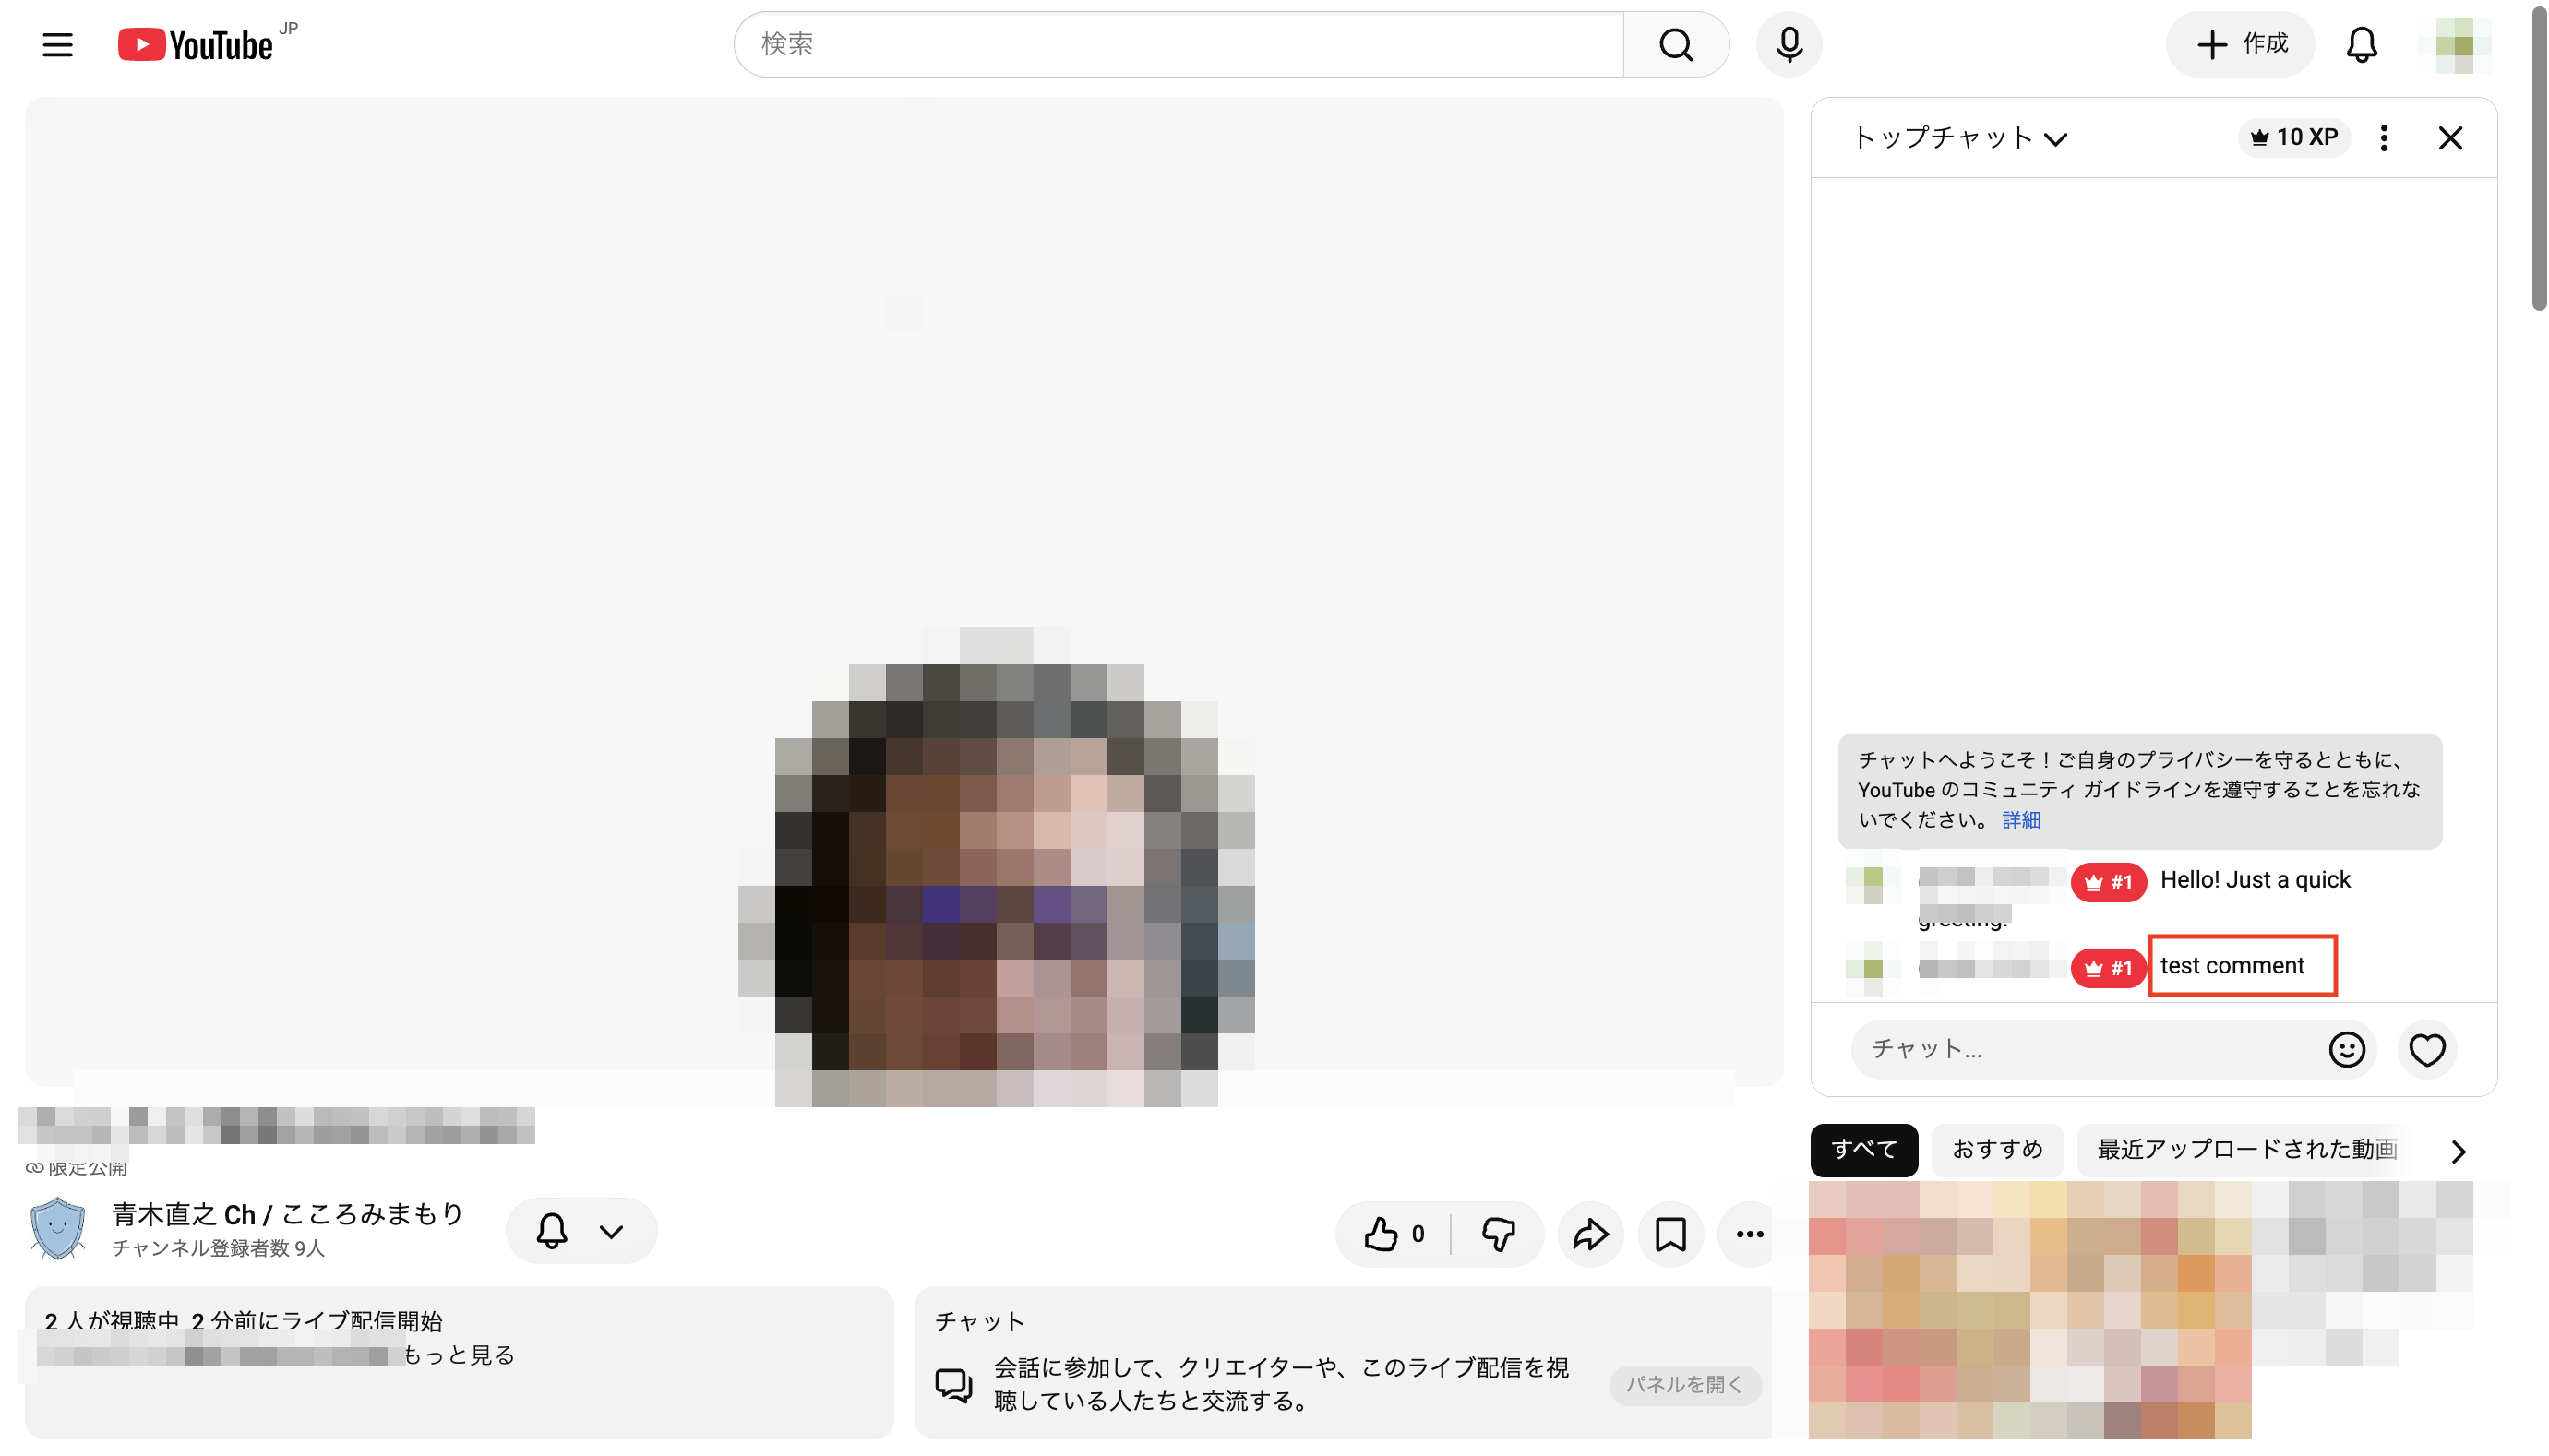 YouTube JP
検索
作成
トップチャット
10 XP
チャットへようこそ！ご自身のプライバシーを守るとともに、
YouTube のコミュニティ ガイドラインを遵守することを忘れな
いでください。 詳細
#1 Hello! Just a quick
greeting!
#1 test comment
チャット...
限定公開
青木直之 Ch / こころみまもり
チャンネル登録者数 9人
0
すべて
おすすめ
最近アップロードされた動画
2 人が視聴中 2 分前にライブ配信開始
もっと見る
チャット
会話に参加して、クリエイターや、このライブ配信を視
聴している人たちと交流する。
パネルを開く